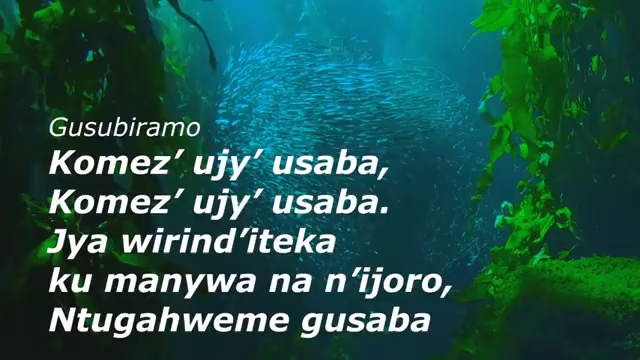 Gusubiramo
Komez’ ujy’ usaba,
Komez’ ujy’ usaba.
Jya wirind’iteka
ku manywa na n’ijoro,
Ntugahweme gusaba